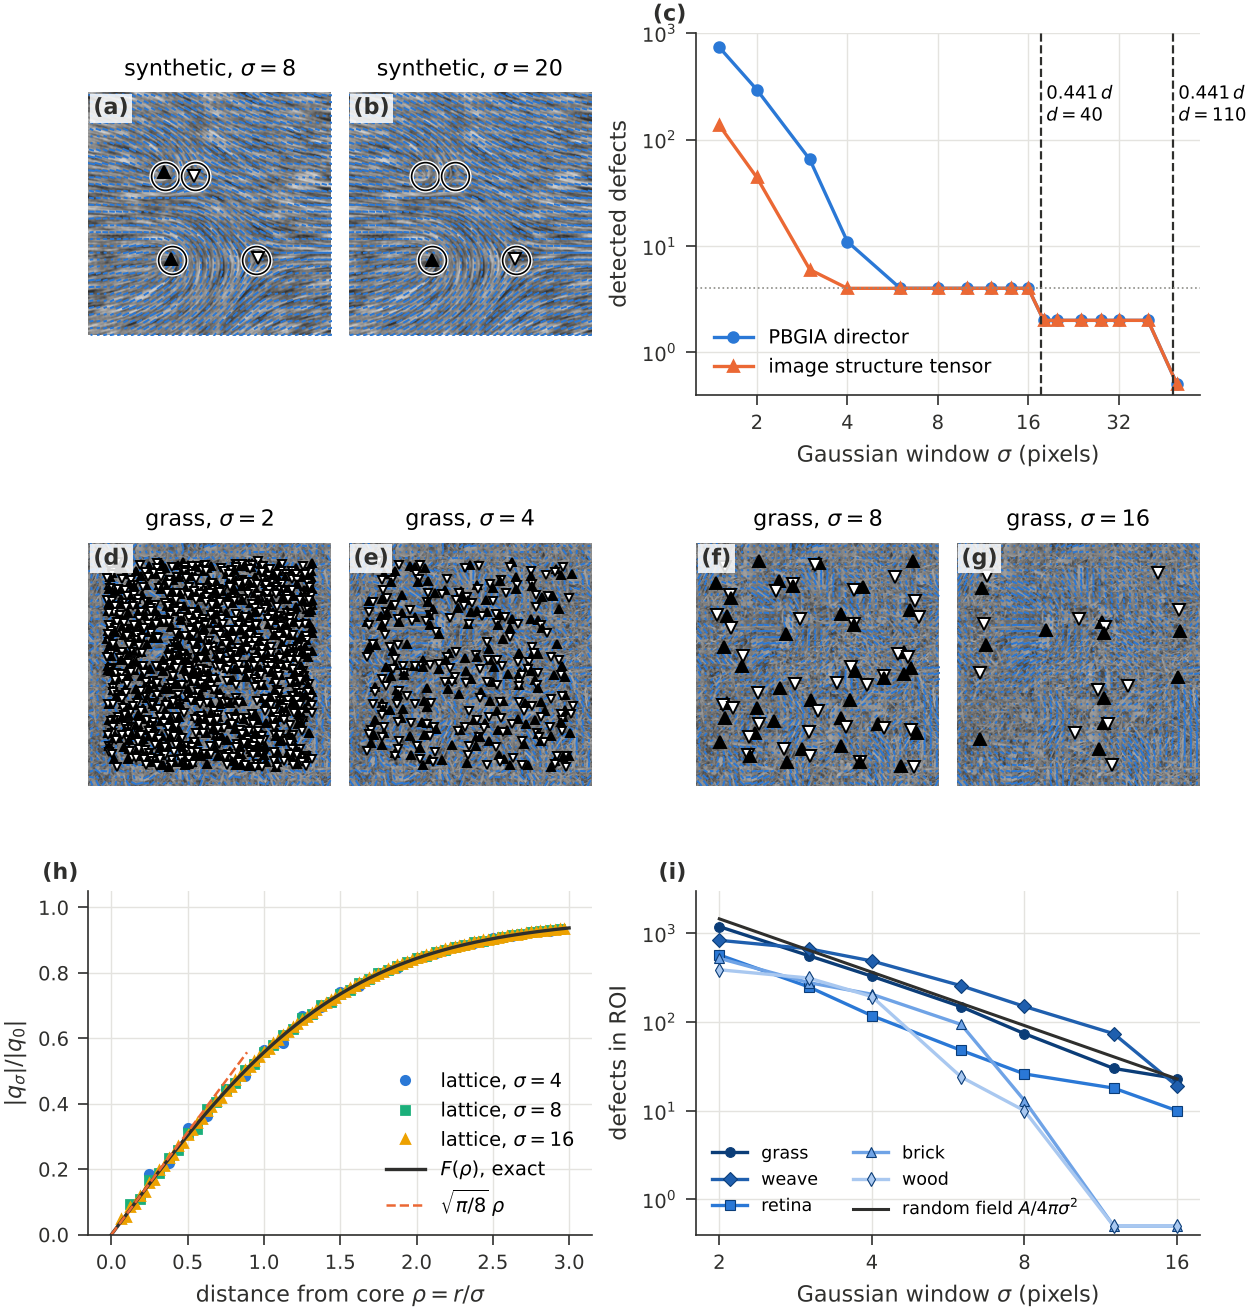 synthetic, σ = 8
synthetic, σ = 20
(a)
(b)
(c)
detected defects
10³
10²
10¹
10⁰
0.441 d
d = 40
0.441 d
d = 110
PBGIA director
image structure tensor
2
4
8
16
32
Gaussian window σ (pixels)
grass, σ = 2
grass, σ = 4
grass, σ = 8
grass, σ = 16
(d)
(e)
(f)
(g)
(h)
|qσ|/|q₀|
1.0
0.8
0.6
0.4
0.2
0.0
lattice, σ = 4
lattice, σ = 8
lattice, σ = 16
F(ρ), exact
√π/8 ρ
0.0
0.5
1.0
1.5
2.0
2.5
3.0
distance from core ρ = r/σ
(i)
defects in ROI
10³
10²
10¹
10⁰
grass
weave
retina
brick
wood
random field A/4πσ²
2
4
8
16
Gaussian window σ (pixels)